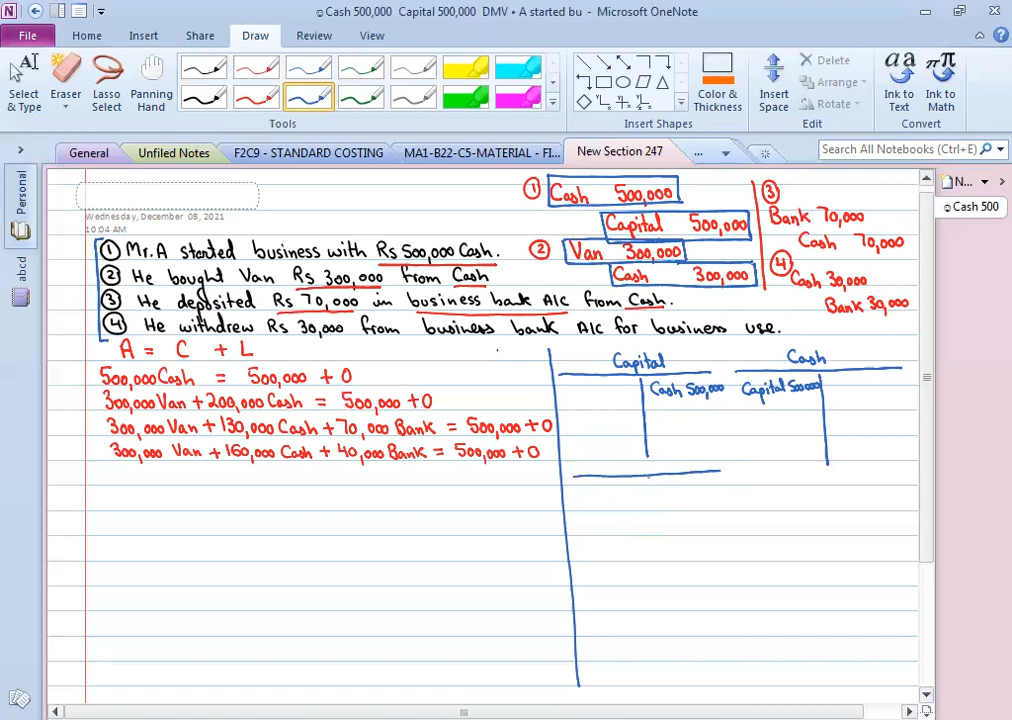 ☺Cash 500,000 Capital 500,000 DMV • A started bu - Microsoft OneNote
File Home Insert Share Draw Review View
Select & Type
Eraser
Lasso Select
Panning Hand
Tools
Insert Shapes
Color & Thickness
Insert Space
Delete
Arrange
Rotate
Edit
Ink to Text
Ink to Math
Convert
General Unfiled Notes F2C9 - STANDARD COSTING MA1-B22-C5-MATERIAL - FI... New Section 247 ... Search All Notebooks (Ctrl+E)
Personal
abcd
N...
☺Cash 500
Wednesday, December 08, 2021
10:04 AM
① Mr.A started business with Rs 500,000 Cash.
② He bought Van Rs 300,000 from Cash
③ He deposited Rs 70,000 in business bank A/C from Cash.
④ He withdrew Rs 30,000 from business bank A/C for business use.
① Cash 500,000
Capital 500,000
② Van 300,000
Cash 300,000
③
Bank 70,000
Cash 70,000
④
Cash 30,000
Bank 30,000
A = C + L
500,000 Cash = 500,000 + 0
300,000 Van + 200,000 Cash = 500,000 + 0
300,000 Van + 130,000 Cash + 70,000 Bank = 500,000 + 0
300,000 Van + 160,000 Cash + 40,000 Bank = 500,000 + 0
Capital
Cash 500,000
Cash
Capital 500000